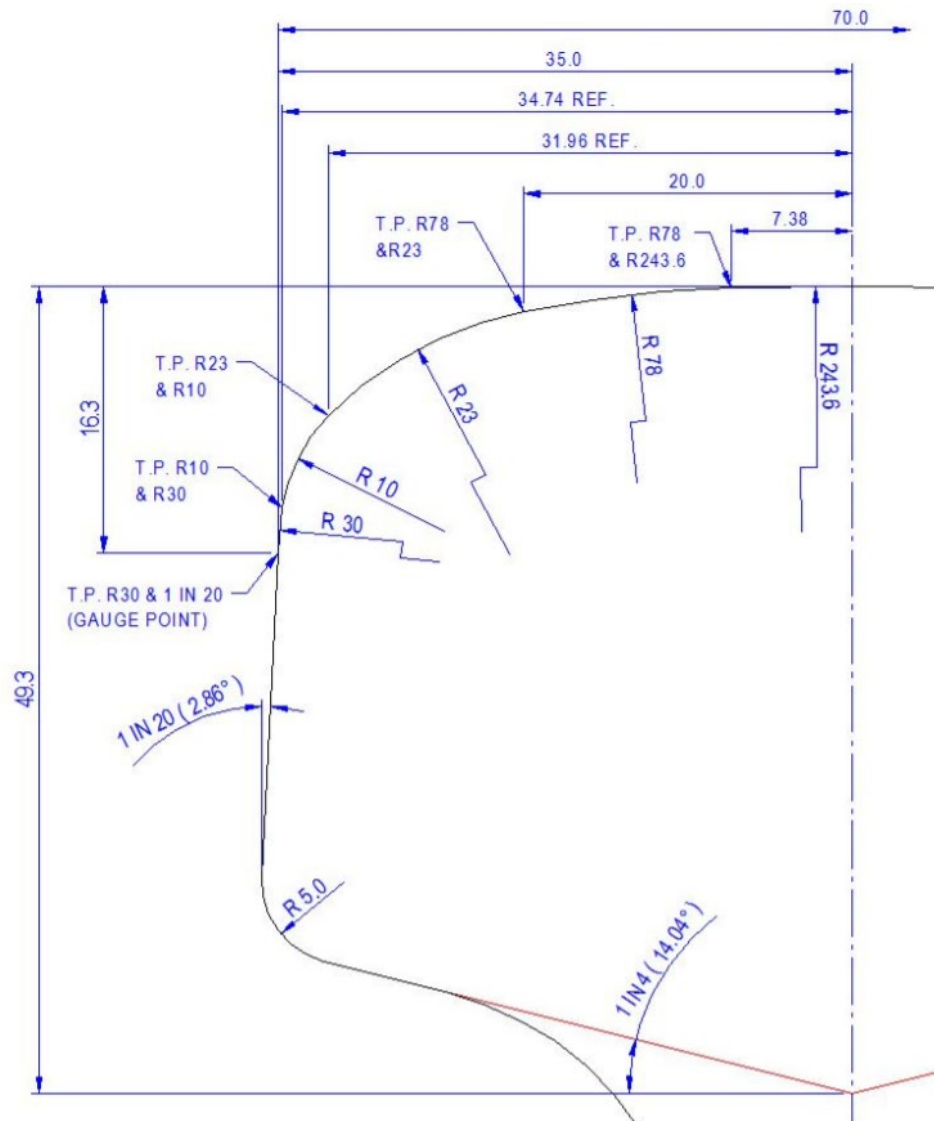 70.0
35.0
34.74 REF.
31.96 REF.
20.0
7.38
T.P. R78
&R23
T.P. R78
& R243.6
T.P. R23
& R10
R 23
R 78
R 243.6
16.3
T.P. R10
& R30
R 10
R 30
T.P. R30 & 1 IN 20
(GAUGE POINT)
49.3
1 IN 20 ( 2.86° )
R 5.0
1 IN 4 ( 14.04° )